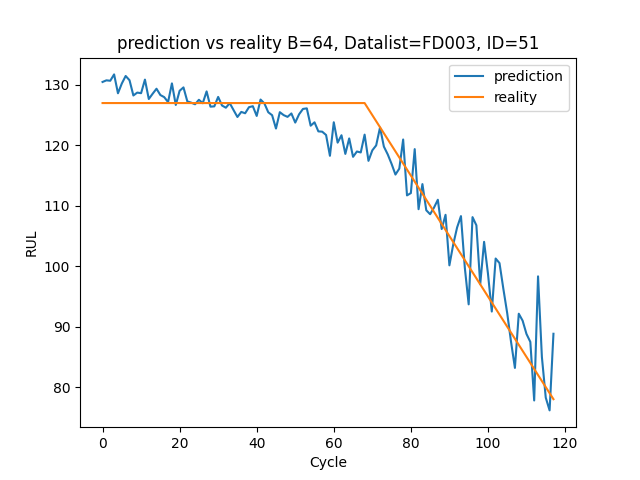 prediction vs reality B=64, Datalist=FD003, ID=51
prediction
reality
RUL
130
120
110
100
90
80
0
20
40
60
80
100
120
Cycle